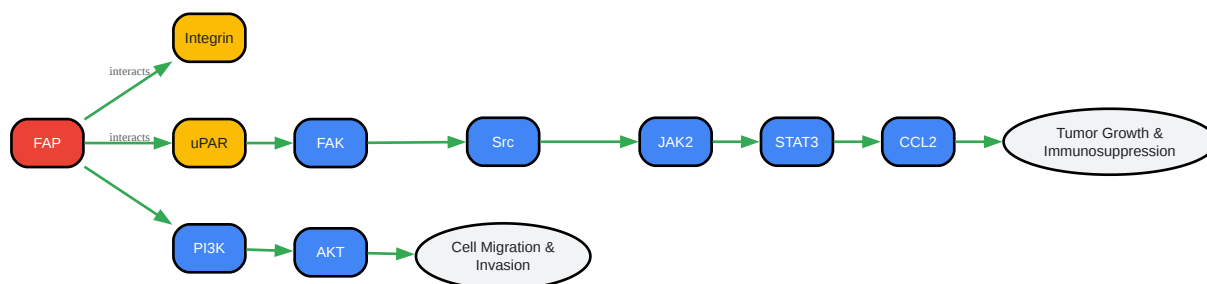 Integrin
interacts
FAP
interacts
uPAR
FAK
Src
JAK2
STAT3
CCL2
Tumor Growth &
Immunosuppression
PI3K
AKT
Cell Migration &
Invasion